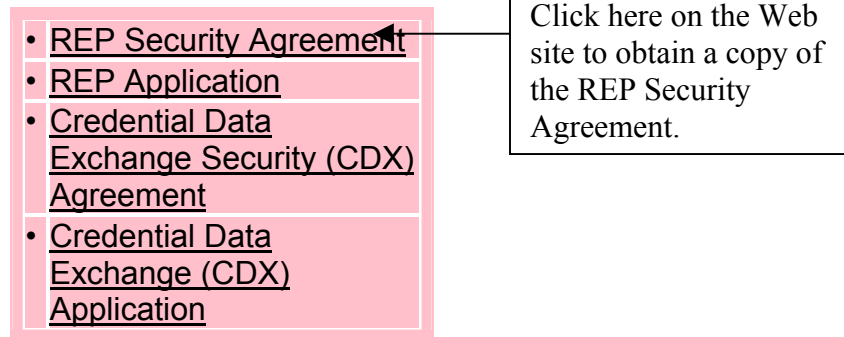 • REP Security Agreement
• REP Application
• Credential Data
Exchange Security (CDX)
Agreement
• Credential Data
Exchange (CDX)
Application
Click here on the Web
site to obtain a copy of
the REP Security
Agreement.